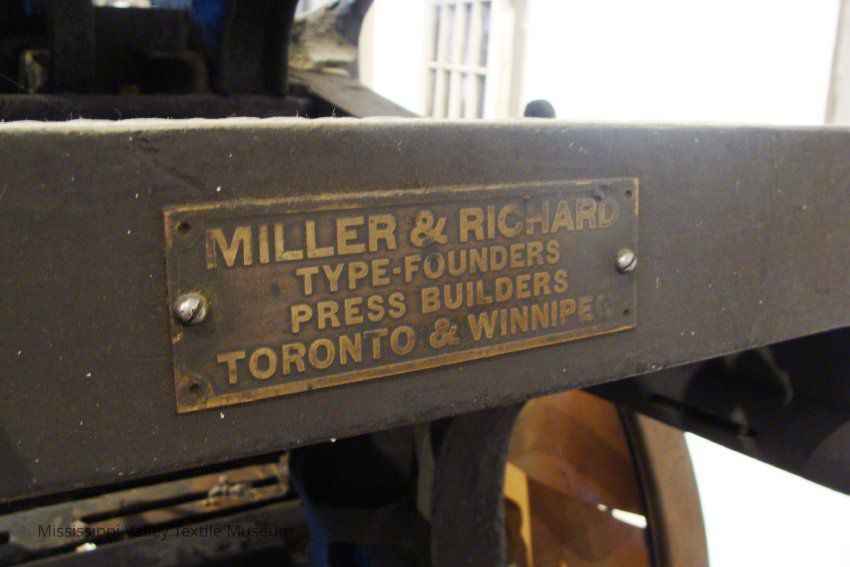 MILLER & RICHARD
TYPE-FOUNDERS
PRESS BUILDERS
TORONTO & WINNIPEG
Mississippi Valley Textile Museum